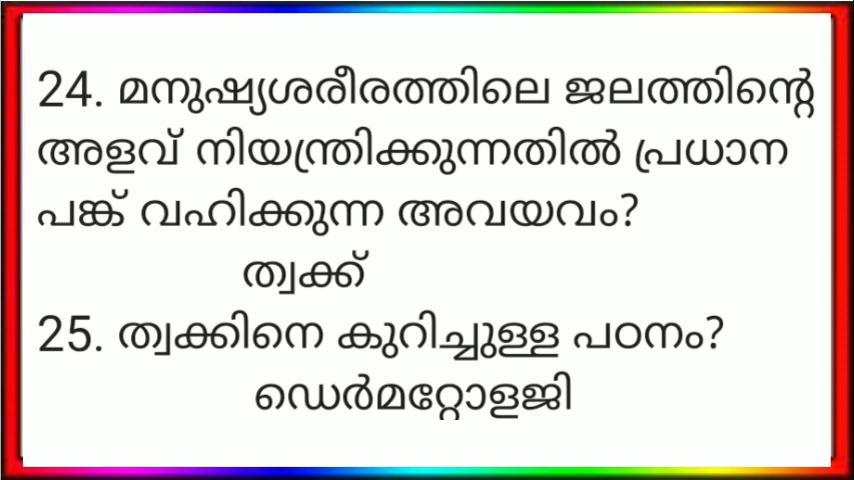 24. മനുഷ്യശരീരത്തിലെ ജലത്തിന്റെ
അളവ് നിയന്ത്രിക്കുന്നതിൽ പ്രധാന
പങ്ക് വഹിക്കുന്ന അവയവം?
ത്വക്ക്
25. ത്വക്കിനെ കുറിച്ചുള്ള പഠനം?
ഡെർമറ്റോളജി